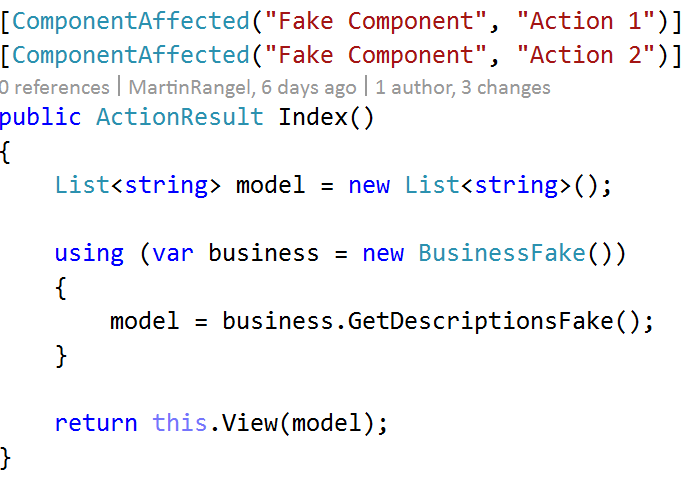 [ComponentAffected("Fake Component", "Action 1")]
[ComponentAffected("Fake Component", "Action 2")]
0 references | MartinRangel, 6 days ago | 1 author, 3 changes
public ActionResult Index()
{
    List<string> model = new List<string>();

    using (var business = new BusinessFake())
    {
        model = business.GetDescriptionsFake();
    }

    return this.View(model);
}